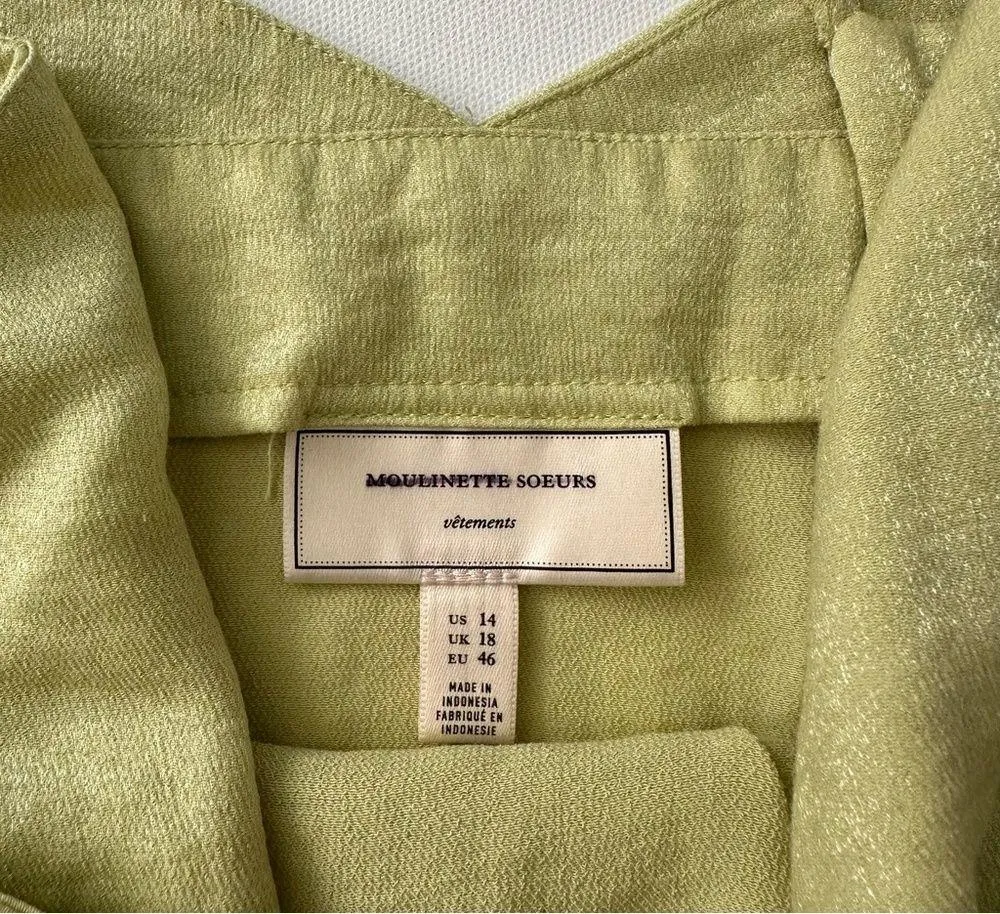 MOULINETTE SOEURS
vêtements
US 14
UK 18
EU 46
MADE IN
INDONESIA
FABRIQUÉ EN
INDONESIE